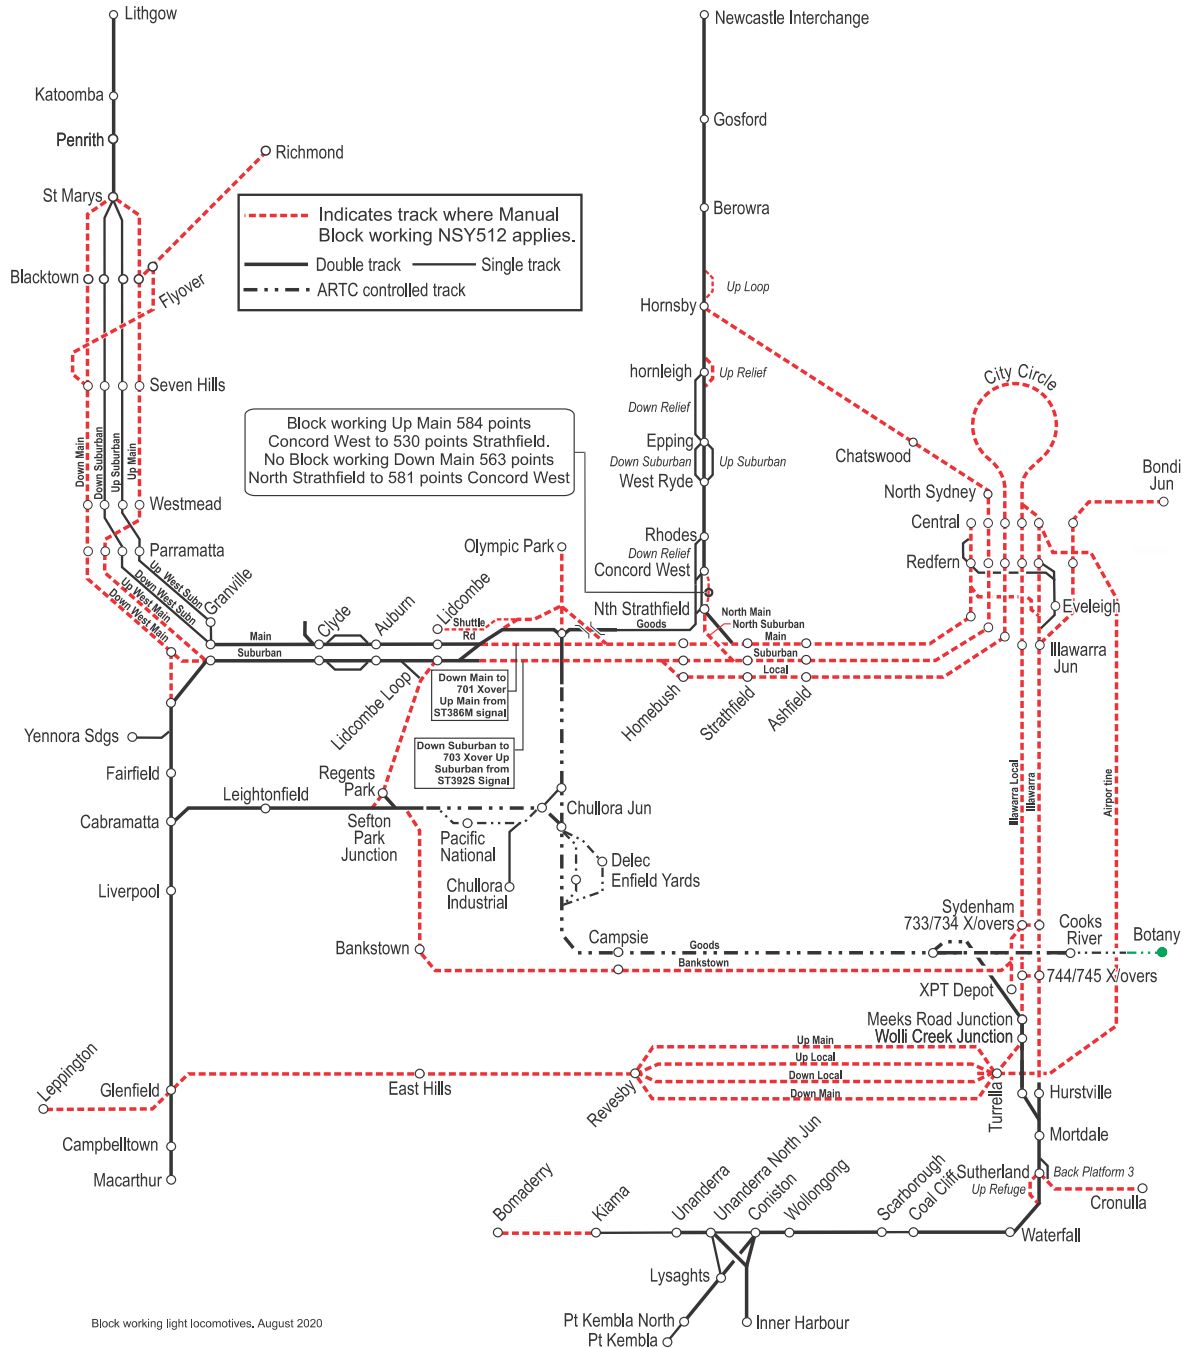 Lithgow
Newcastle Interchange
Katoomba
Gosford
Penrith
Richmond
St Marys
Berowra
Indicates track where Manual
Block working NSY512 applies.
Double track
Single track
ARTC controlled track
Blacktown
Flyover
Up Loop
Hornsby
hornleigh
Up Relief
City Circle
Seven Hills
Down Relief
Block working Up Main 584 points
Concord West to 530 points Strathfield.
No Block working Down Main 563 points
North Strathfield to 581 points Concord West
Down Main
Down Suburban
Up Suburban
Up Main
Epping
Down Suburban
Up Suburban
West Ryde
Chatswood
Bondi
Jun
North Sydney
Westmead
Central
Parramatta
Olympic Park
Rhodes
Down Relief
Concord West
Redfern
Granville
Up West Subn
Down West Subn
Up West Main
Down West Main
Clyde
Auburn
Lidcombe
Shuttle
Rd
Nth Strathfield
Goods
North Main
North Suburban
Eveleigh
Main
Suburban
Main
Suburban
Local
Illawarra
Jun
Lidcombe Loop
Down Main to
701 Xover
Up Main from
ST386M signal
Homebush
Strathfield
Ashfield
Yennora Sdgs
Down Suburban to
703 Xover Up
Suburban from
ST392S Signal
Fairfield
Regents
Park
Illawarra Local
Illawarra
Airpor tine
Leightonfield
Cabramatta
Sefton
Park
Junction
Chullora Jun
Pacific
National
Delec
Enfield Yards
Chullora
Industrial
Liverpool
Sydenham
733/734 X/overs
Cooks
River
Botany
Bankstown
Campsie
Goods
Bankstown
XPT Depot
744/745 X/overs
Meeks Road Junction
Wolli Creek Junction
Up Main
Up Local
Down Local
Down Main
Leppington
Glenfield
East Hills
Revesby
Turrella
Hurstville
Mortdale
Campbelltown
Macarthur
Sutherland
Back Platform 3
Up Refuge
Cronulla
Bomaderry
Kiama
Unanderra
Unanderra North Jun
Coniston
Wollongong
Scarborough
Coal Cliff
Waterfall
Lysaghts
Pt Kembla North
Pt Kembla
Inner Harbour
Block working light locomotives. August 2020